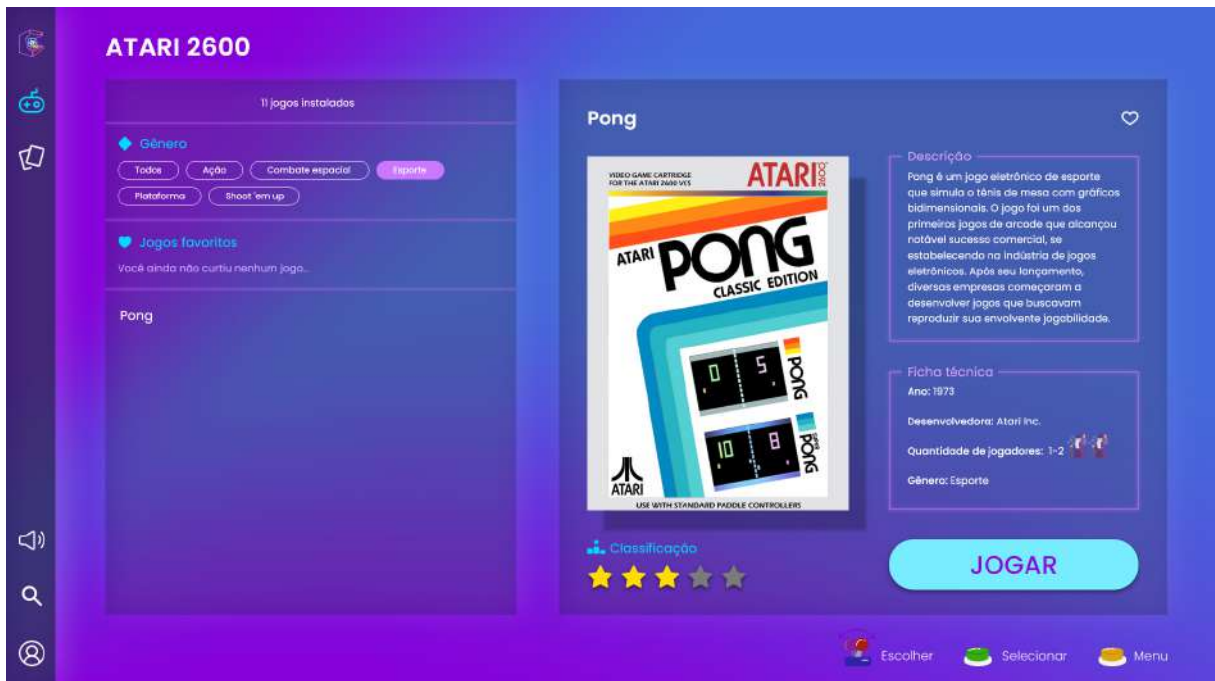 ATARI 2600
11 jogos instalados
Gênero
Todos
Ação
Combate espacial
Esporte
Plataforma
Shoot 'em up
Jogos favoritos
Você ainda não curtiu nenhum jogo...
Pong
Pong
VIDEO GAME CARTRIDGE
FOR THE ATARI 2600 VCS
ATARI 2600
ATARI PONG
CLASSIC EDITION
0 5
PONG
10 8
SUPER PONG
ATARI
USE WITH STANDARD PADDLE CONTROLLERS
Classificação
Descrição
Pong é um jogo eletrônico de esporte
que simula o tênis de mesa com gráficos
bidimensionais. O jogo foi um dos
primeiros jogos de arcade que alcançou
notável sucesso comercial, se
estabelecendo na indústria de jogos
eletrônicos. Após seu lançamento,
diversas empresas começaram a
desenvolver jogos que buscavam
reproduzir sua envolvente jogabilidade.
Ficha técnica
Ano: 1973
Desenvolvedora: Atari Inc.
Quantidade de jogadores: 1-2
Gênero: Esporte
JOGAR
Escolher
Selecionar
Menu